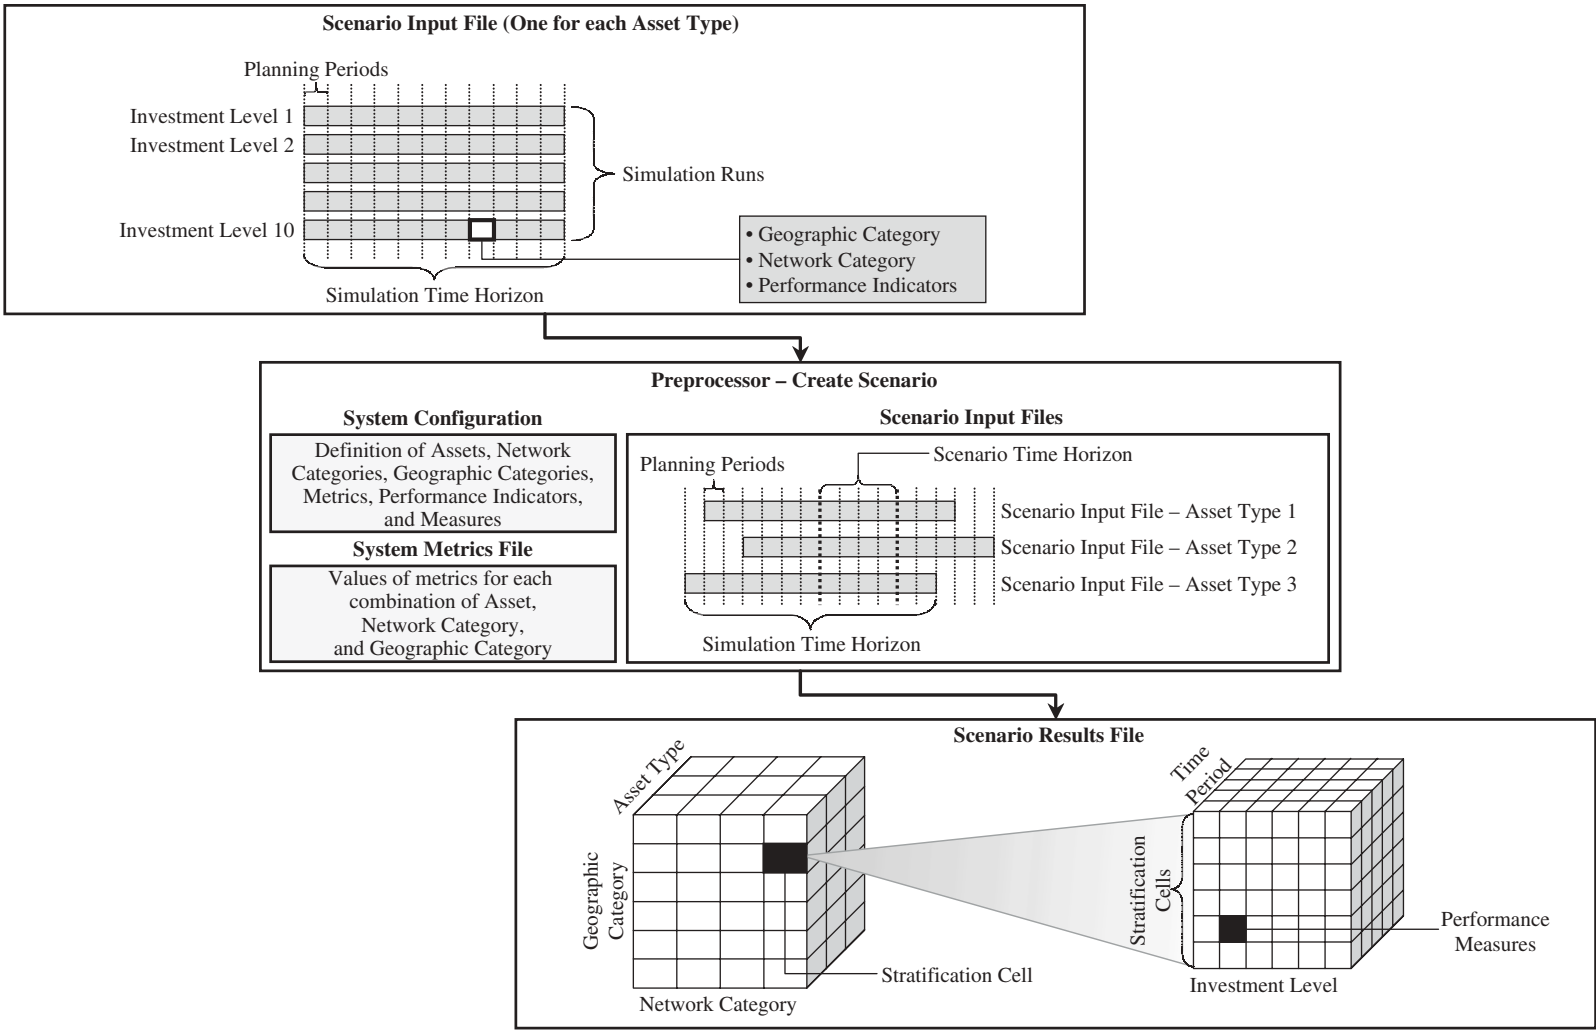 Scenario Input File (One for each Asset Type)
Planning Periods
Investment Level 1
Investment Level 2
Simulation Runs
Investment Level 10
• Geographic Category
• Network Category
• Performance Indicators
Simulation Time Horizon
Preprocessor – Create Scenario
System Configuration
Definition of Assets, Network
Categories, Geographic Categories,
Metrics, Performance Indicators,
and Measures
System Metrics File
Values of metrics for each
combination of Asset,
Network Category,
and Geographic Category
Scenario Input Files
Planning Periods
Scenario Time Horizon
Scenario Input File – Asset Type 1
Scenario Input File – Asset Type 2
Scenario Input File – Asset Type 3
Simulation Time Horizon
Scenario Results File
Asset Type
Geographic
Category
Network Category
Stratification Cell
Time
Period
Stratification
Cells
Investment Level
Performance
Measures